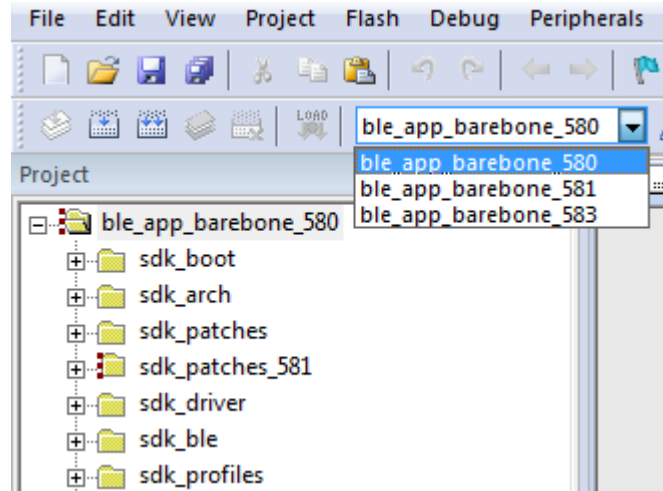 File Edit View Project Flash Debug Peripherals
LOAD
ble_app_barebone_580
ble_app_barebone_580
ble_app_barebone_581
ble_app_barebone_583
Project
ble_app_barebone_580
sdk_boot
sdk_arch
sdk_patches
sdk_patches_581
sdk_driver
sdk_ble
sdk_profiles